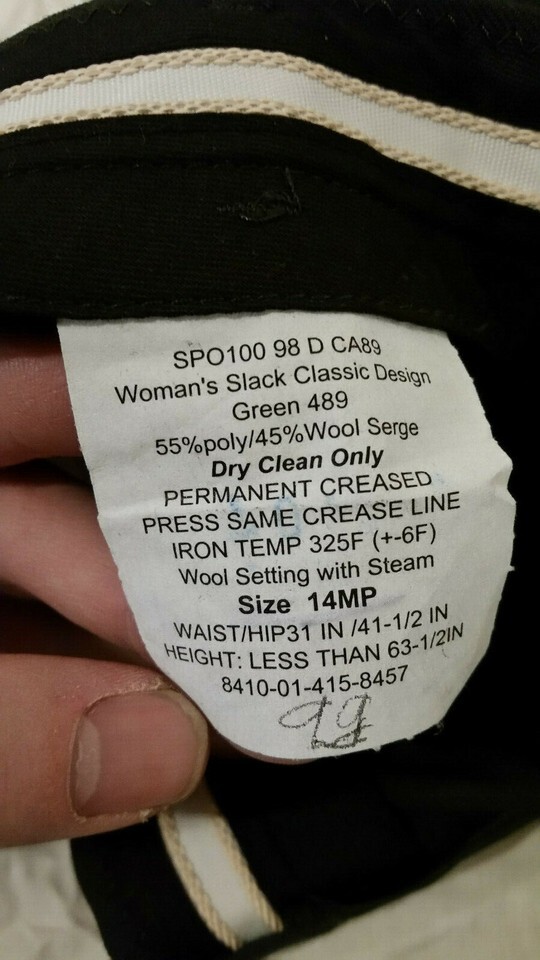 SPO100 98 D CA89
Woman's Slack Classic Design
Green 489
55%poly/45%Wool Serge
Dry Clean Only
PERMANENT CREASED
PRESS SAME CREASE LINE
IRON TEMP 325F (+-6F)
Wool Setting with Steam
Size 14MP
WAIST/HIP31 IN /41-1/2 IN
HEIGHT: LESS THAN 63-1/2IN
8410-01-415-8457